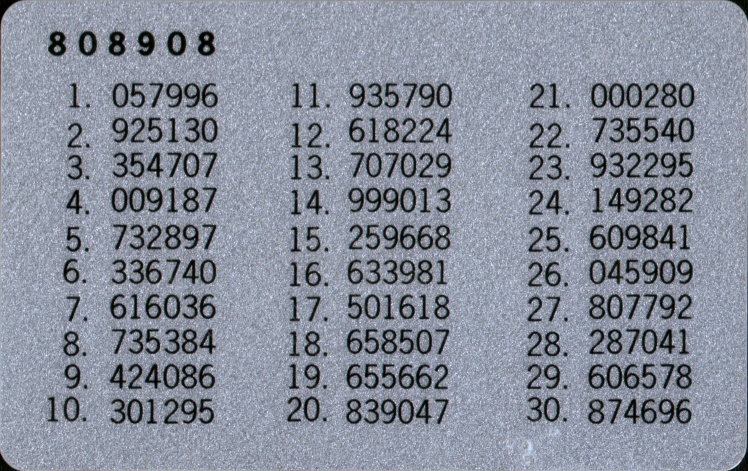 808908
1. 057996 11. 935790 21. 000280
2. 925130 12. 618224 22. 735540
3. 354707 13. 707029 23. 932295
4. 009187 14. 999013 24. 149282
5. 732897 15. 259668 25. 609841
6. 336740 16. 633981 26. 045909
7. 616036 17. 501618 27. 807792
8. 735384 18. 658507 28. 287041
9. 424086 19. 655662 29. 606578
10. 301295 20. 839047 30. 874696